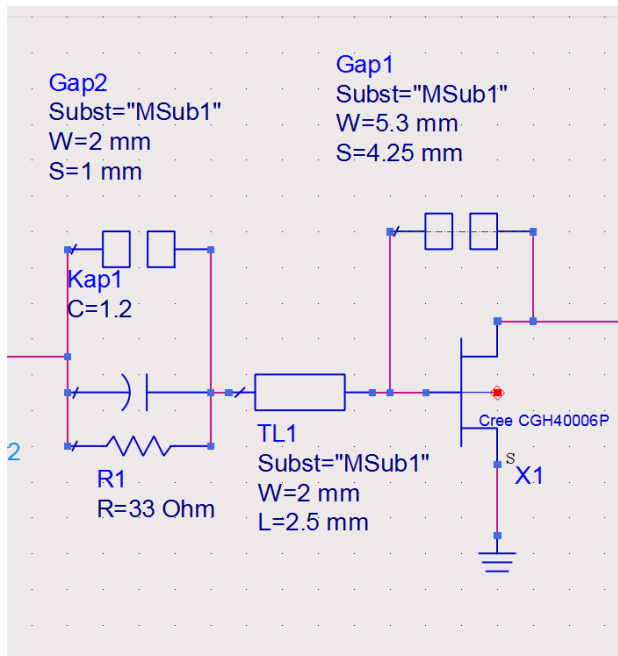 Gap2
Subst="MSub1"
W=2 mm
S=1 mm
Gap1
Subst="MSub1"
W=5.3 mm
S=4.25 mm
Kap1
C=1.2
2
R1
R=33 Ohm
TL1
Subst="MSub1"
W=2 mm
L=2.5 mm
Cree CGH40006P
S
X1